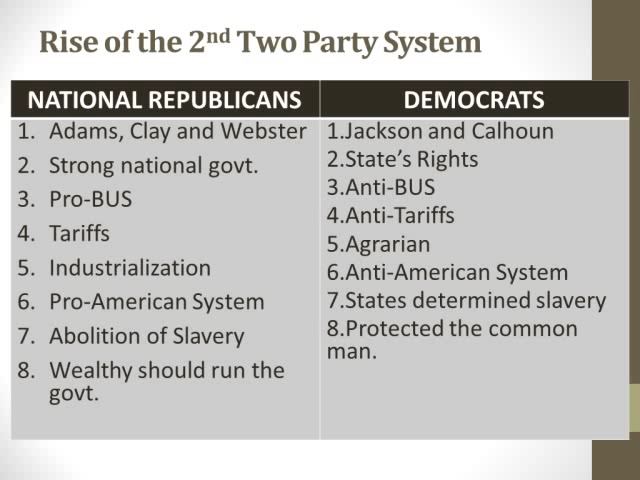 Rise of the 2nd Two Party System
NATIONAL REPUBLICANS
1. Adams, Clay and Webster
2. Strong national govt.
3. Pro-BUS
4. Tariffs
5. Industrialization
6. Pro-American System
7. Abolition of Slavery
8. Wealthy should run the
govt.
DEMOCRATS
1.Jackson and Calhoun
2.State's Rights
3.Anti-BUS
4.Anti-Tariffs
5.Agrarian
6.Anti-American System
7.States determined slavery
8.Protected the common
man.